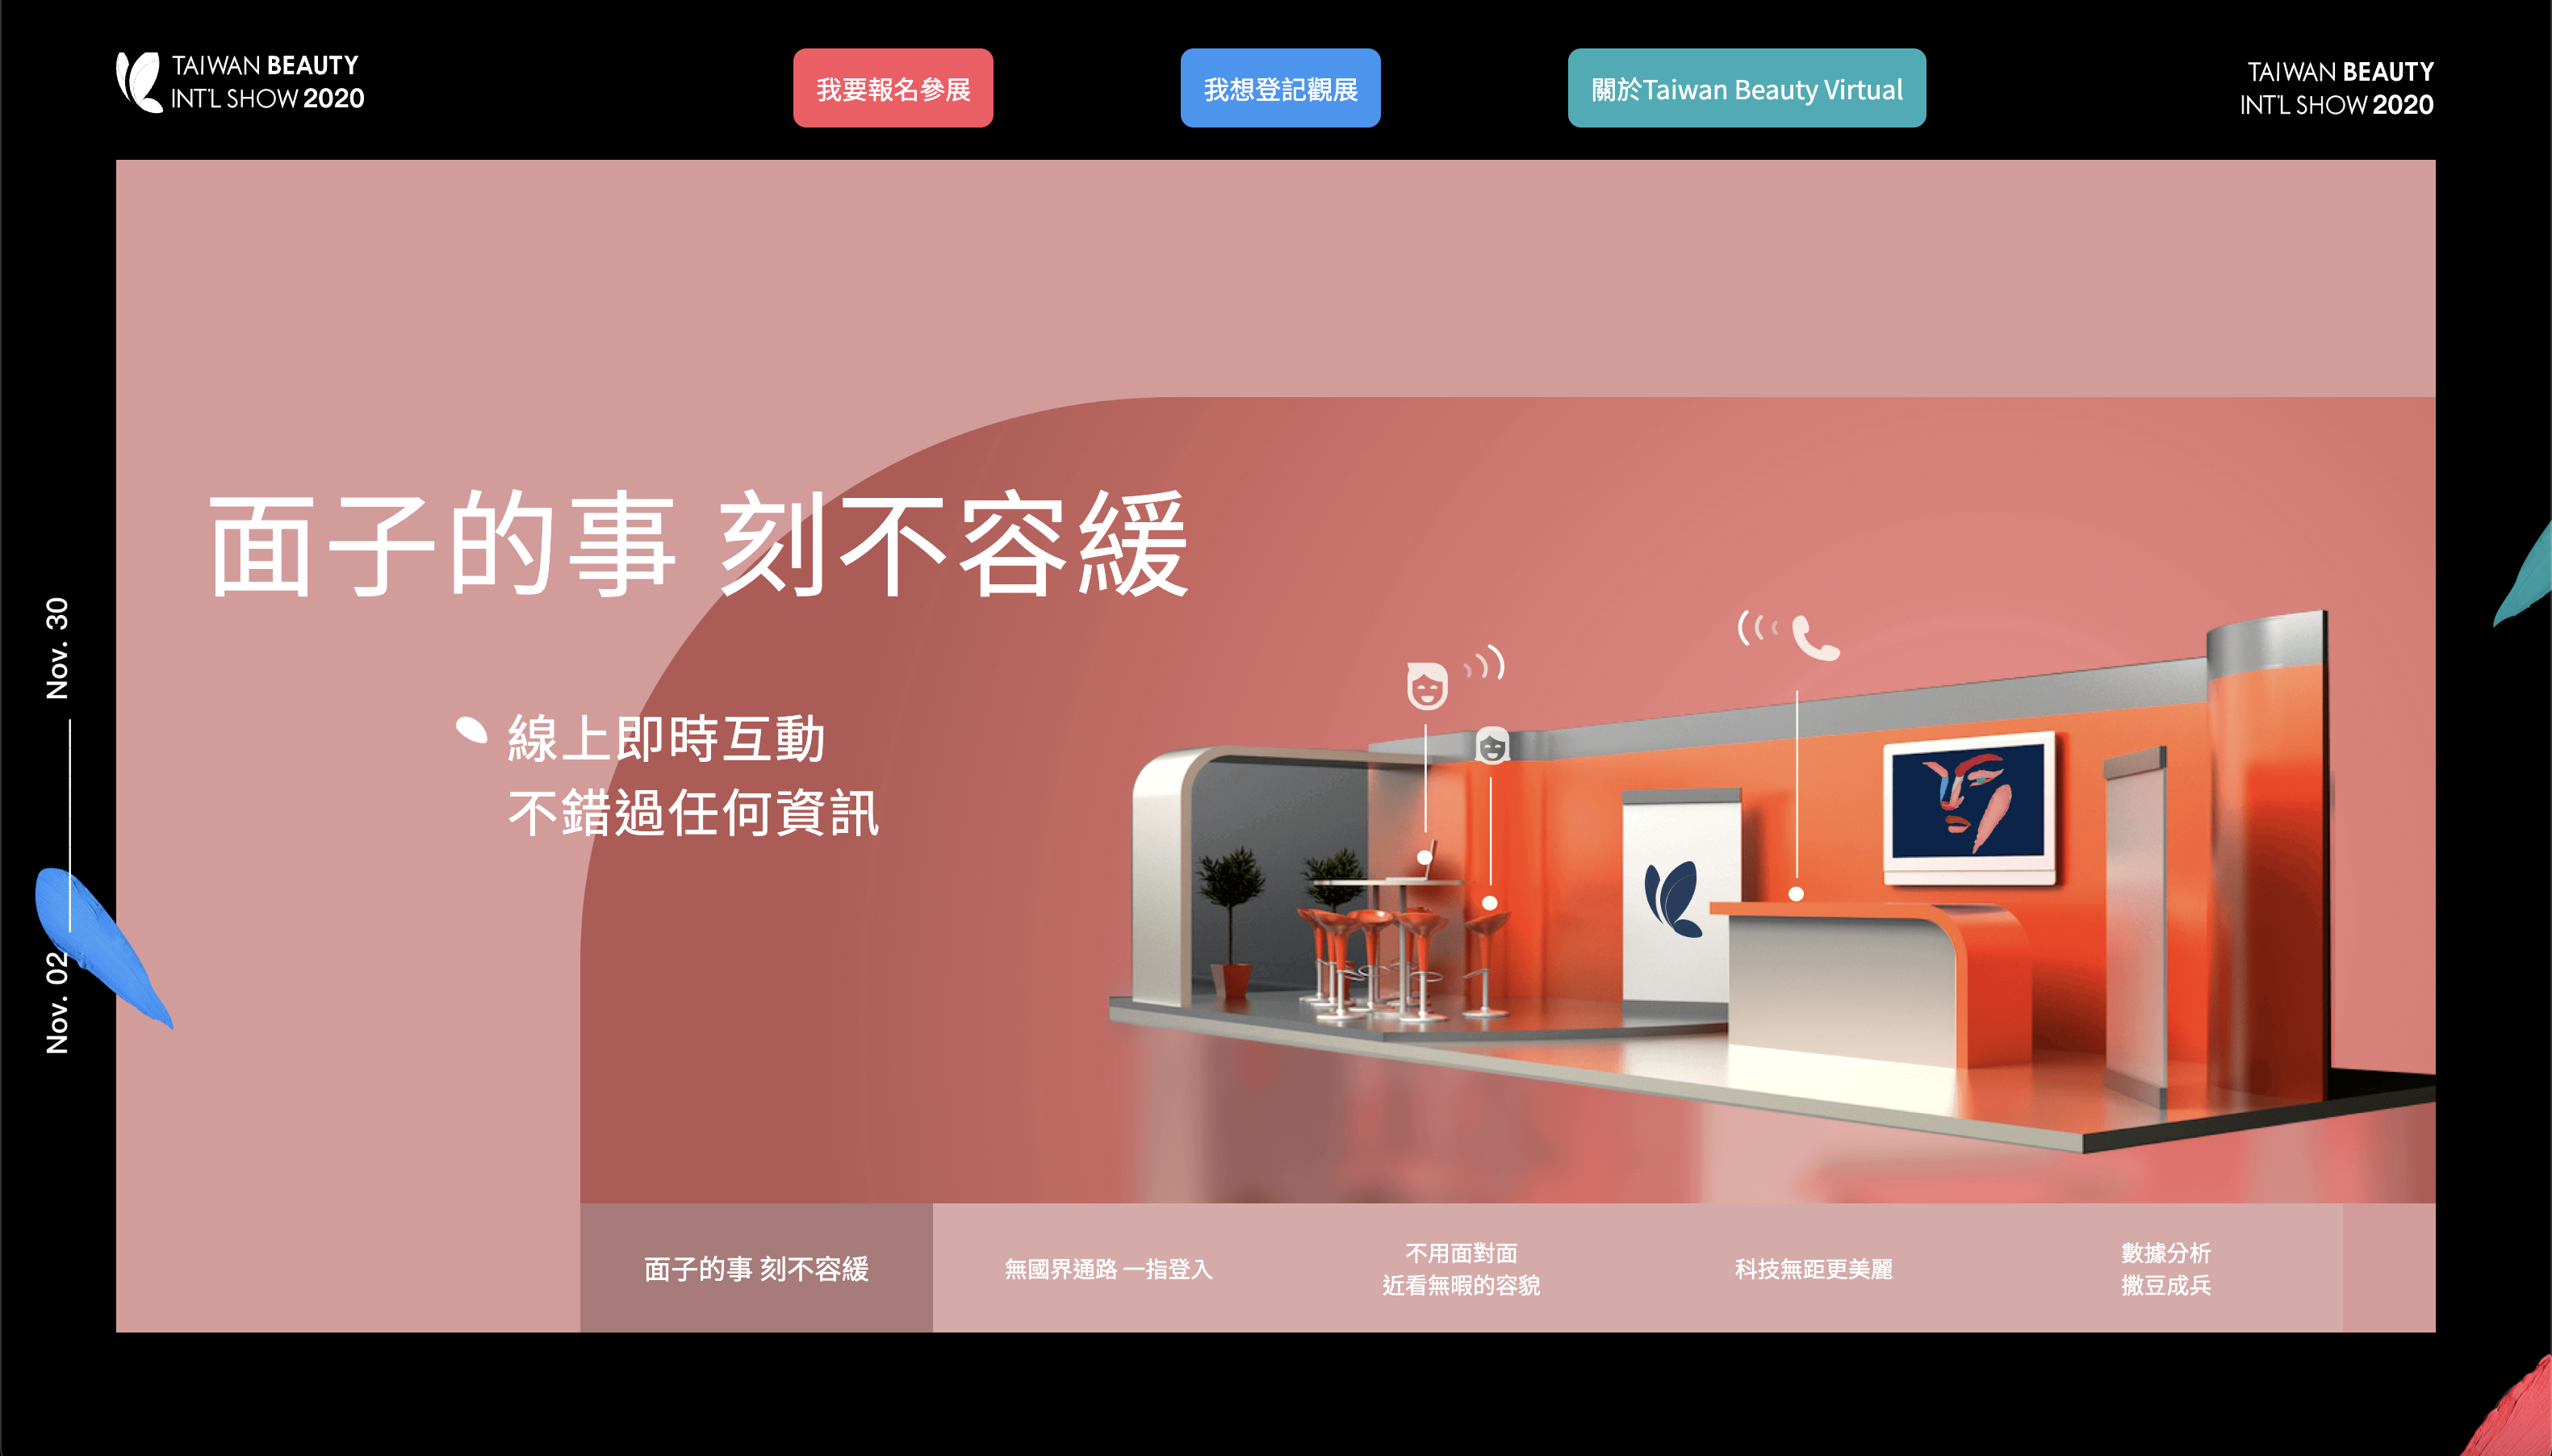 TAIWAN BEAUTY
INT'L SHOW 2020
我要報名參展
我想登記觀展
關於Taiwan Beauty Virtual
TAIWAN BEAUTY
INT'L SHOW 2020
面子的事 刻不容緩
線上即時互動
不錯過任何資訊
Nov. 02
Nov. 30
面子的事 刻不容緩
無國界通路 一指登入
不用面對面
近看無暇的容貌
科技無距更美麗
數據分析
撒豆成兵